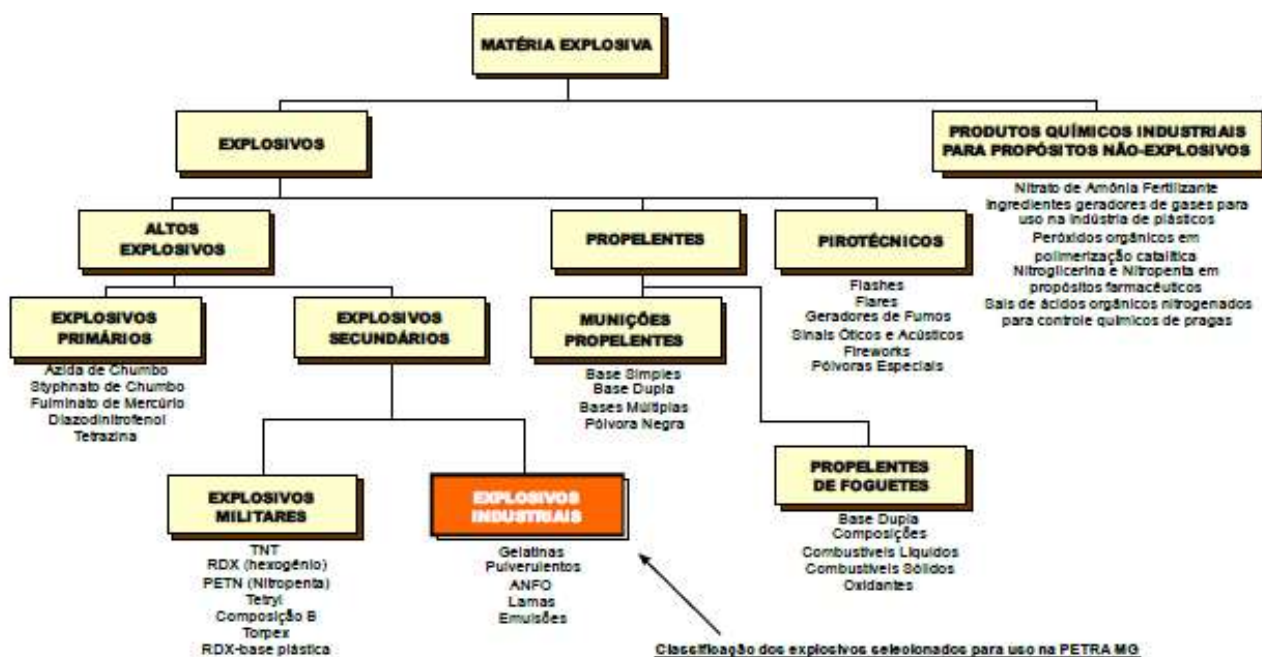 MATÉRIA EXPLOSIVA
EXPLOSIVOS
PRODUTOS QUÍMICOS INDUSTRIAIS
PARA PROPÓSITOS NÃO-EXPLOSIVOS
Nitrato de Amônia Fertilizante
Ingredientes geradores de gases para
uso na indústria de plásticos
Peróxidos orgânicos em
polimerização catalítica
Nitroglicerina e Nitropenta em
propósitos farmacêuticos
Sais de ácidos orgânicos nitrogenados
para controle químicos de pragas
ALTOS
EXPLOSIVOS
PROPELENTES
PIROTÉCNICOS
Flashes
Flares
Geradores de Fumos
Sinais Óticos e Acústicos
Fireworks
Pólvoras Especiais
EXPLOSIVOS
PRIMÁRIOS
Azida de Chumbo
Styphnato de Chumbo
Fulminato de Mercúrio
Diazodinitrofenol
Tetrazina
EXPLOSIVOS
SECUNDÁRIOS
MUNIÇÕES
PROPELENTES
Base Simples
Base Dupla
Bases Múltiplas
Pólvora Negra
EXPLOSIVOS
MILITARES
TNT
RDX (hexogênio)
PETN (Nitropenta)
Tetryl
Composição B
Torpex
RDX-base plástica
EXPLOSIVOS
INDUSTRIAIS
Gelatinas
Pulverulentos
ANFO
Lamas
Emulsões
PROPELENTES
DE FOGUETES
Base Dupla
Composições
Combustíveis Líquidos
Combustíveis Sólidos
Oxidantes
Classificação dos explosivos selecionados para uso na PETRA MG